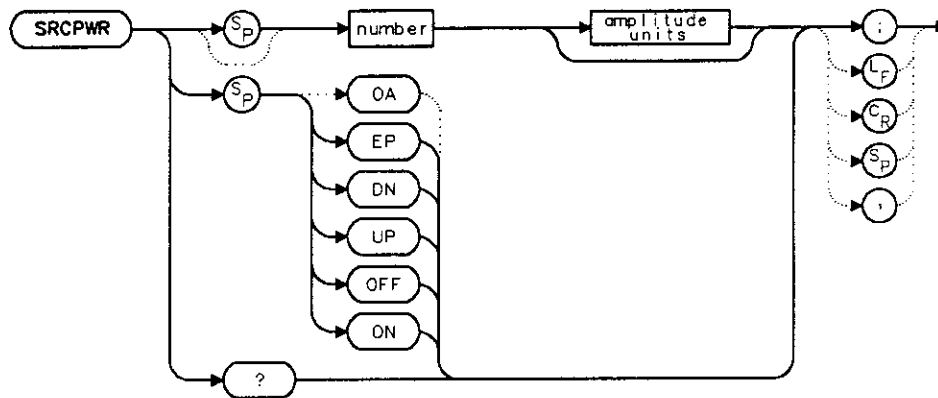 SRCPWR
SP
number
amplitude
units
;
SP
OA
LF
EP
CR
DN
SP
UP
,
OFF
ON
?